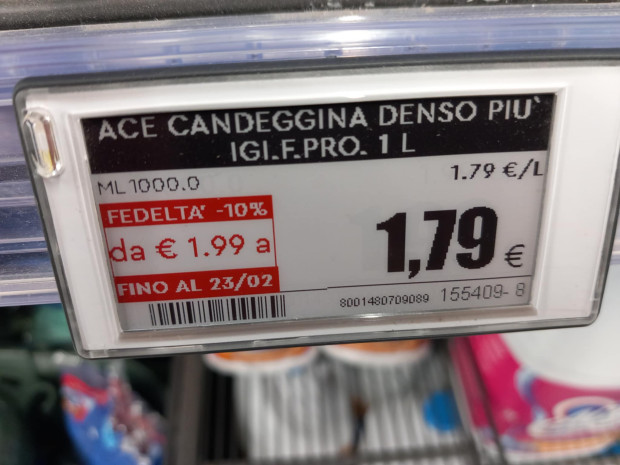 ACE CANDEGGINA DENSO PIU`
IGI.F.PRO. 1 L
ML1000.0
1.79 €/L
FEDELTA' -10%
da € 1.99 a
1,79 €
FINO AL 23/02
8001480709089 155409- 8